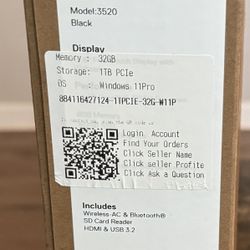 Model:3520
Black
Display
Memory : 32GB
Storage: 1TB PCIe
OS : Windows 11Pro
884116427124-11PCIE-32G-W11P
Login Account
Find Your Orders
Click Seller Name
Click seller Profile
Click Ask a Question
Includes
Wireless-AC & Bluetooth®
SD Card Reader
HDMI & USB 3.2